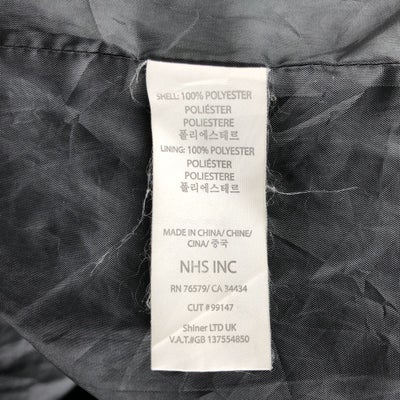 SHELL: 100% POLYESTER
POLIÉSTER
POLIESTERE
폴리에스테르
LINING: 100% POLYESTER
POLIÉSTER
POLIESTERE
폴리에스테르
MADE IN CHINA/ CHINE/
CINA/ 중국
NHS INC
RN 76579/ CA 34434
CUT # 99147
Shiner LTD UK
V.A.T.#GB 137554850